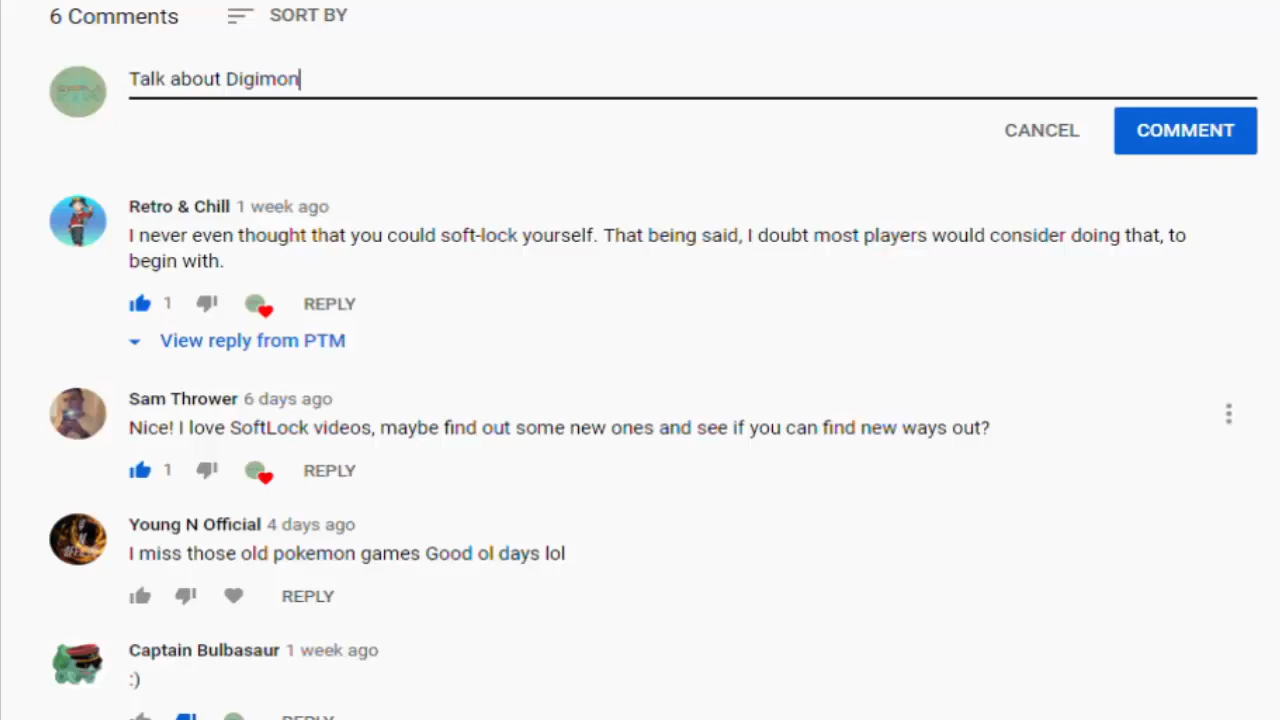 6 Comments SORT BY
Talk about Digimon
CANCEL COMMENT
Retro & Chill 1 week ago
I never even thought that you could soft-lock yourself. That being said, I doubt most players would consider doing that, to
begin with.
1 REPLY
View reply from PTM
Sam Thrower 6 days ago
Nice! I love SoftLock videos, maybe find out some new ones and see if you can find new ways out?
1 REPLY
Young N Official 4 days ago
I miss those old pokemon games Good ol days lol
REPLY
Captain Bulbasaur 1 week ago
:)
REPLY